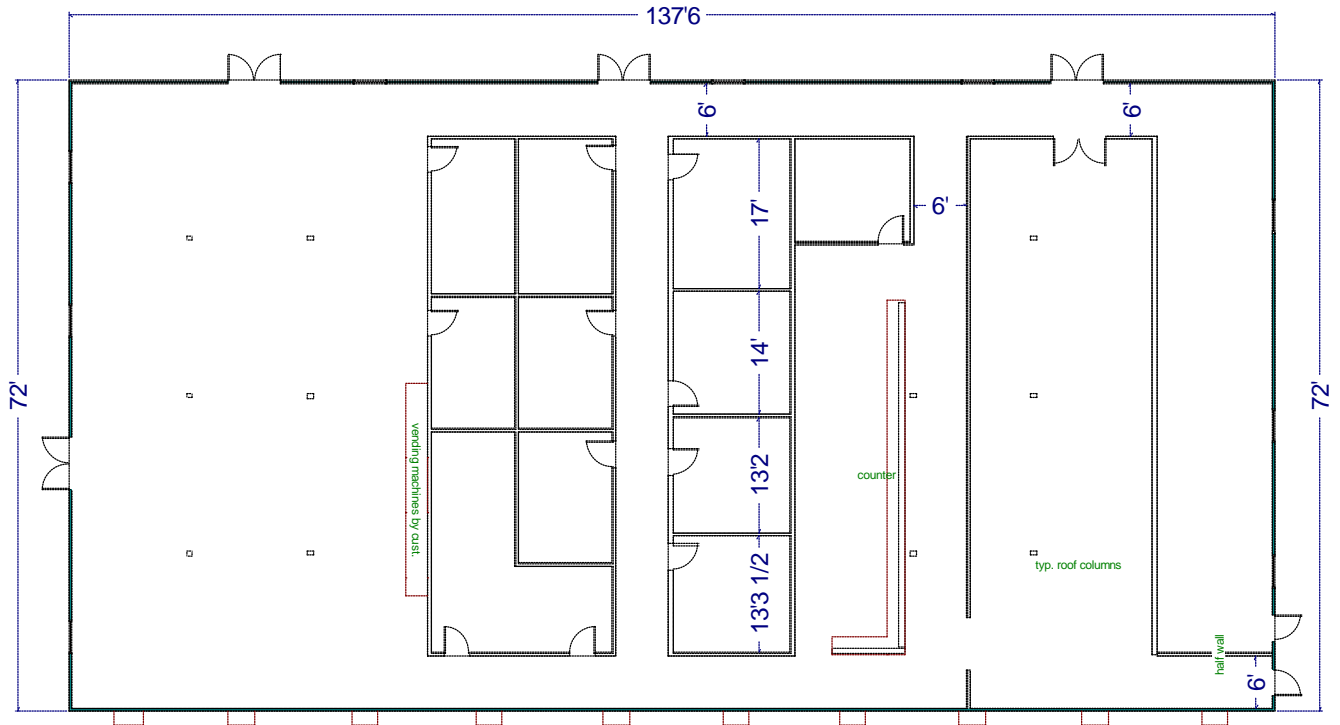 137'6
6'
6'
17'
6'
72'
14'
72'
vending machines by cust.
counter
13'2
typ. roof columns
13'3 1/2
half wall
6'